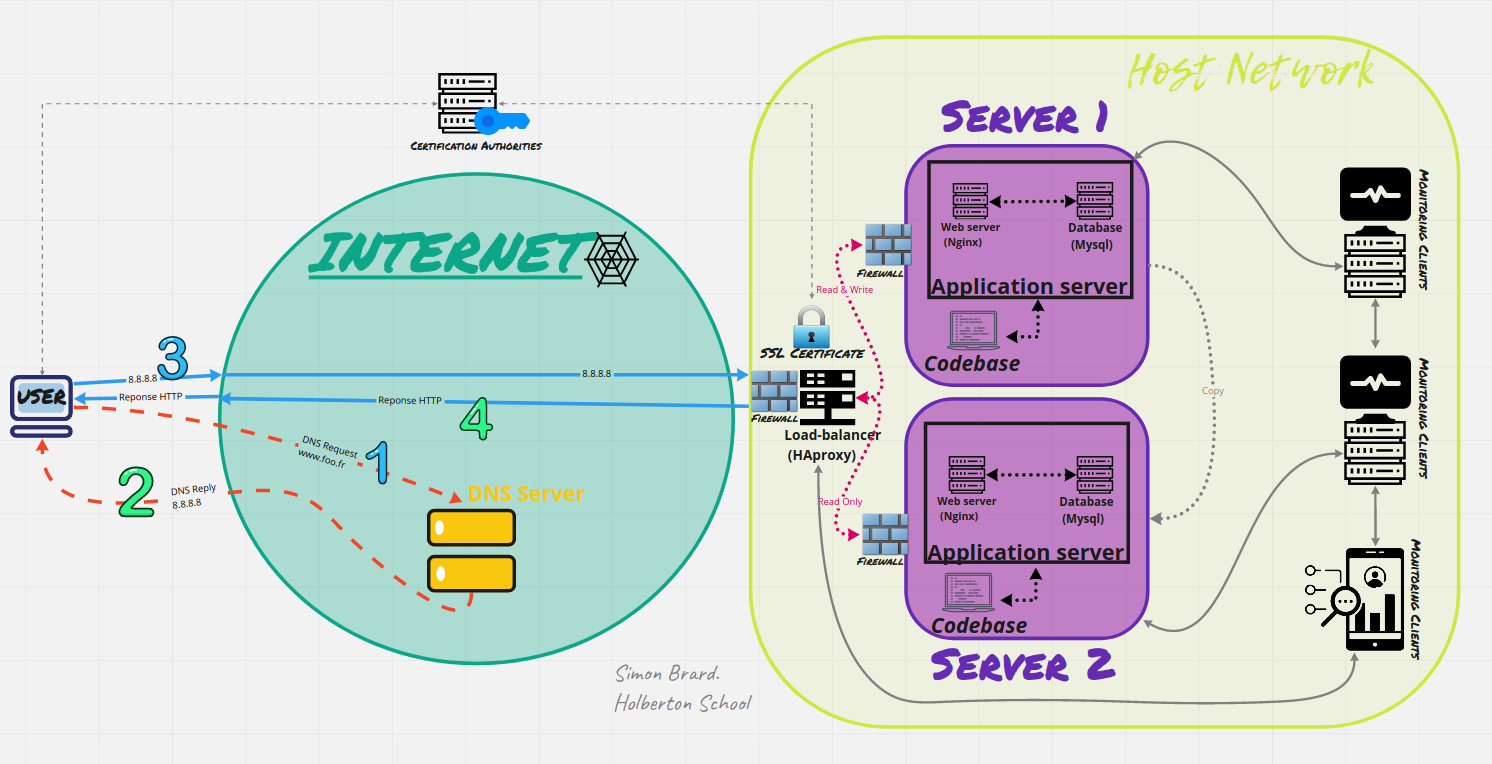 Host Network
Certification Authorities
Server 1
Monitoring Clients
Web server
(Nginx)
Database
(Mysql)
Firewall
Application server
Read & Write
INTERNET
Codebase
SSL Certificate
3
8.8.8.8
8.8.8.8
USER
Reponse HTTP
Reponse HTTP
4
Firewall
Load-balancer
(HAproxy)
Copy
Monitoring Clients
DNS Request
www.foo.fr
1
2
DNS Reply
8.8.8.8
DNS Server
Read Only
Web server
(Nginx)
Database
(Mysql)
Firewall
Application server
Codebase
Monitoring Clients
Server 2
Simon Brard.
Holberton School